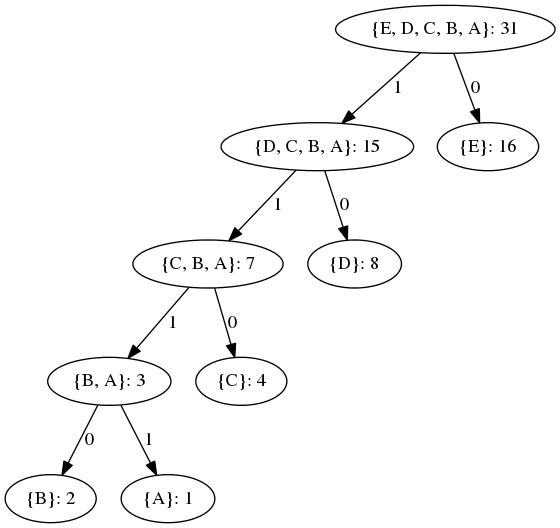 {E, D, C, B, A}: 31
1
0
{D, C, B, A}: 15
{E}: 16
1
0
{C, B, A}: 7
{D}: 8
1
0
{B, A}: 3
{C}: 4
0
1
{B}: 2
{A}: 1